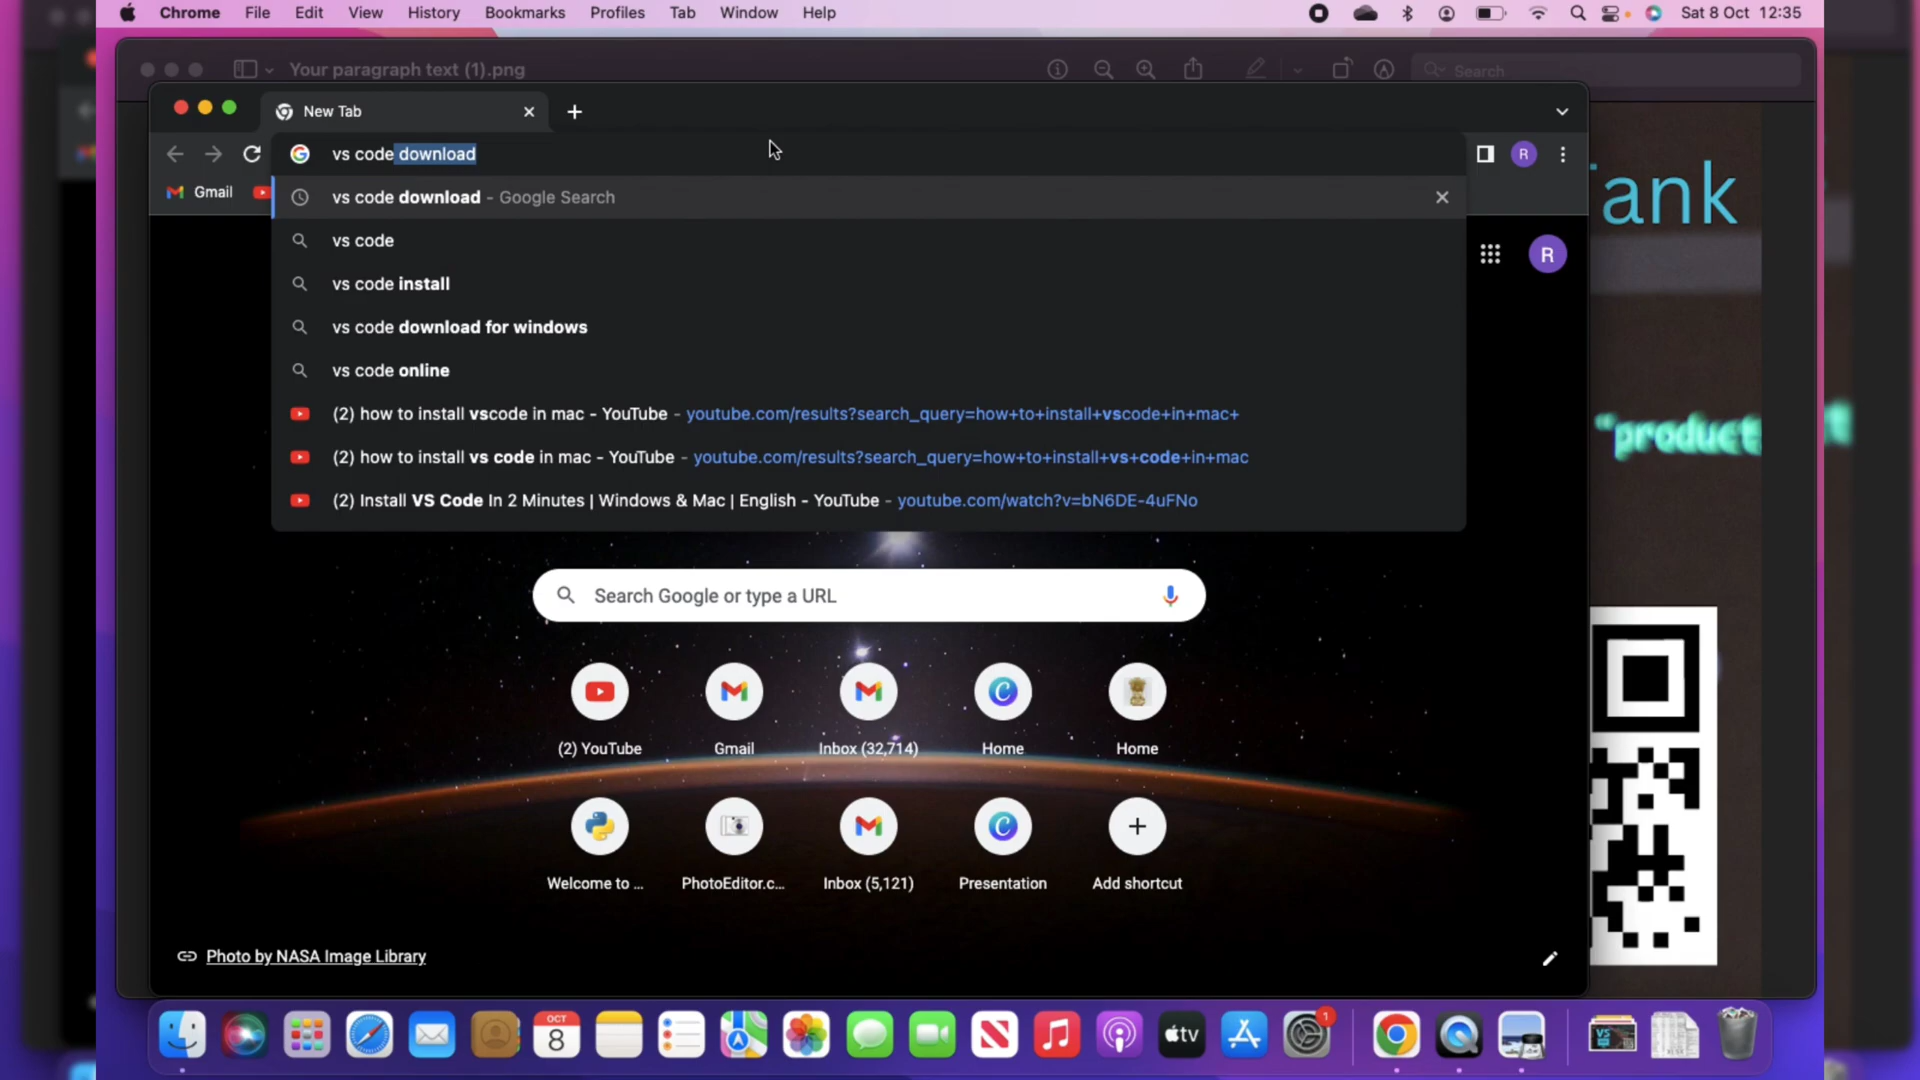 Chrome File Edit View History Bookmarks Profiles Tab Window Help Sat 8 Oct 12:35
Your paragraph text (1).png Search
New Tab
vs code download
Gmail
vs code download - Google Search
vs code
vs code install
vs code download for windows
vs code online
(2) how to install vscode in mac - YouTube - youtube.com/results?search_query=how+to+install+vscode+in+mac+
(2) how to install vs code in mac - YouTube - youtube.com/results?search_query=how+to+install+vs+code+in+mac
(2) Install VS Code In 2 Minutes | Windows & Mac | English - YouTube - youtube.com/watch?v=bN6DE-4uFNo
R
R
ank
"product
Search Google or type a URL
(2) YouTube Gmail Inbox (32,714) Home Home
Welcome to ... PhotoEditor.c... Inbox (5,121) Presentation Add shortcut
Photo by NASA Image Library
OCT
8
tv
1
VS